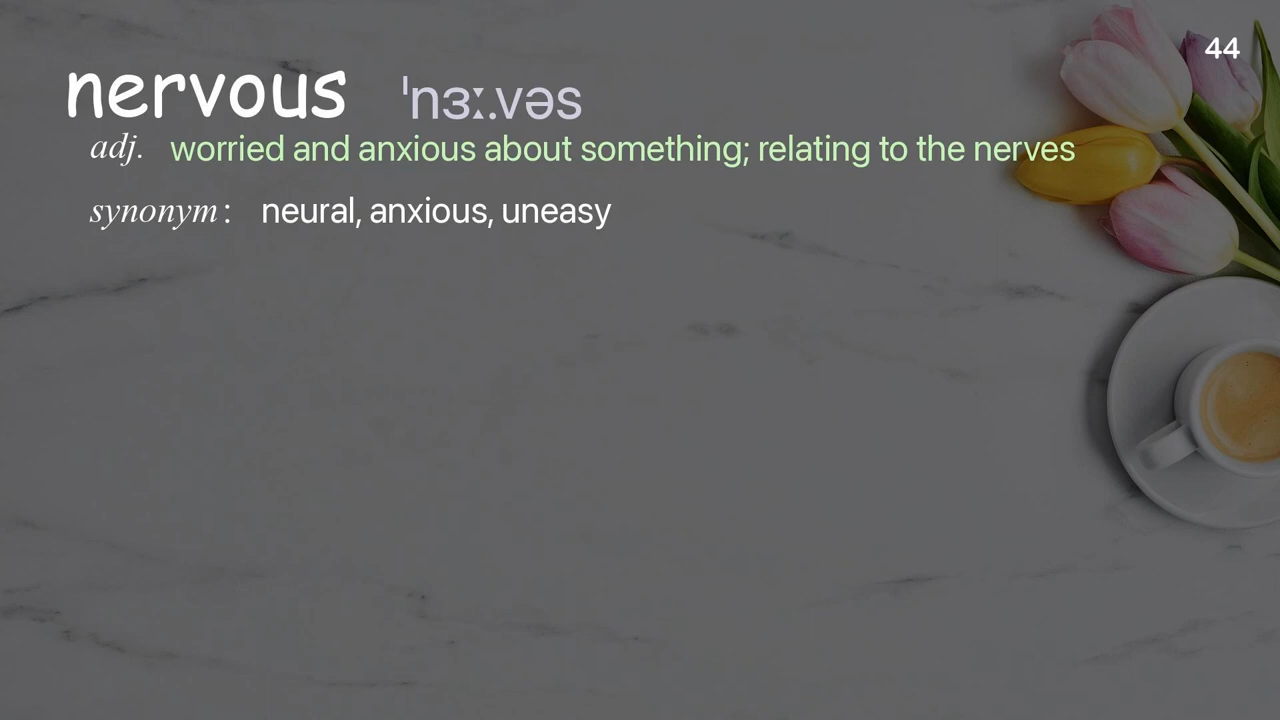 44
nervous ˈnɜː.vəs
adj. worried and anxious about something; relating to the nerves
synonym: neural, anxious, uneasy